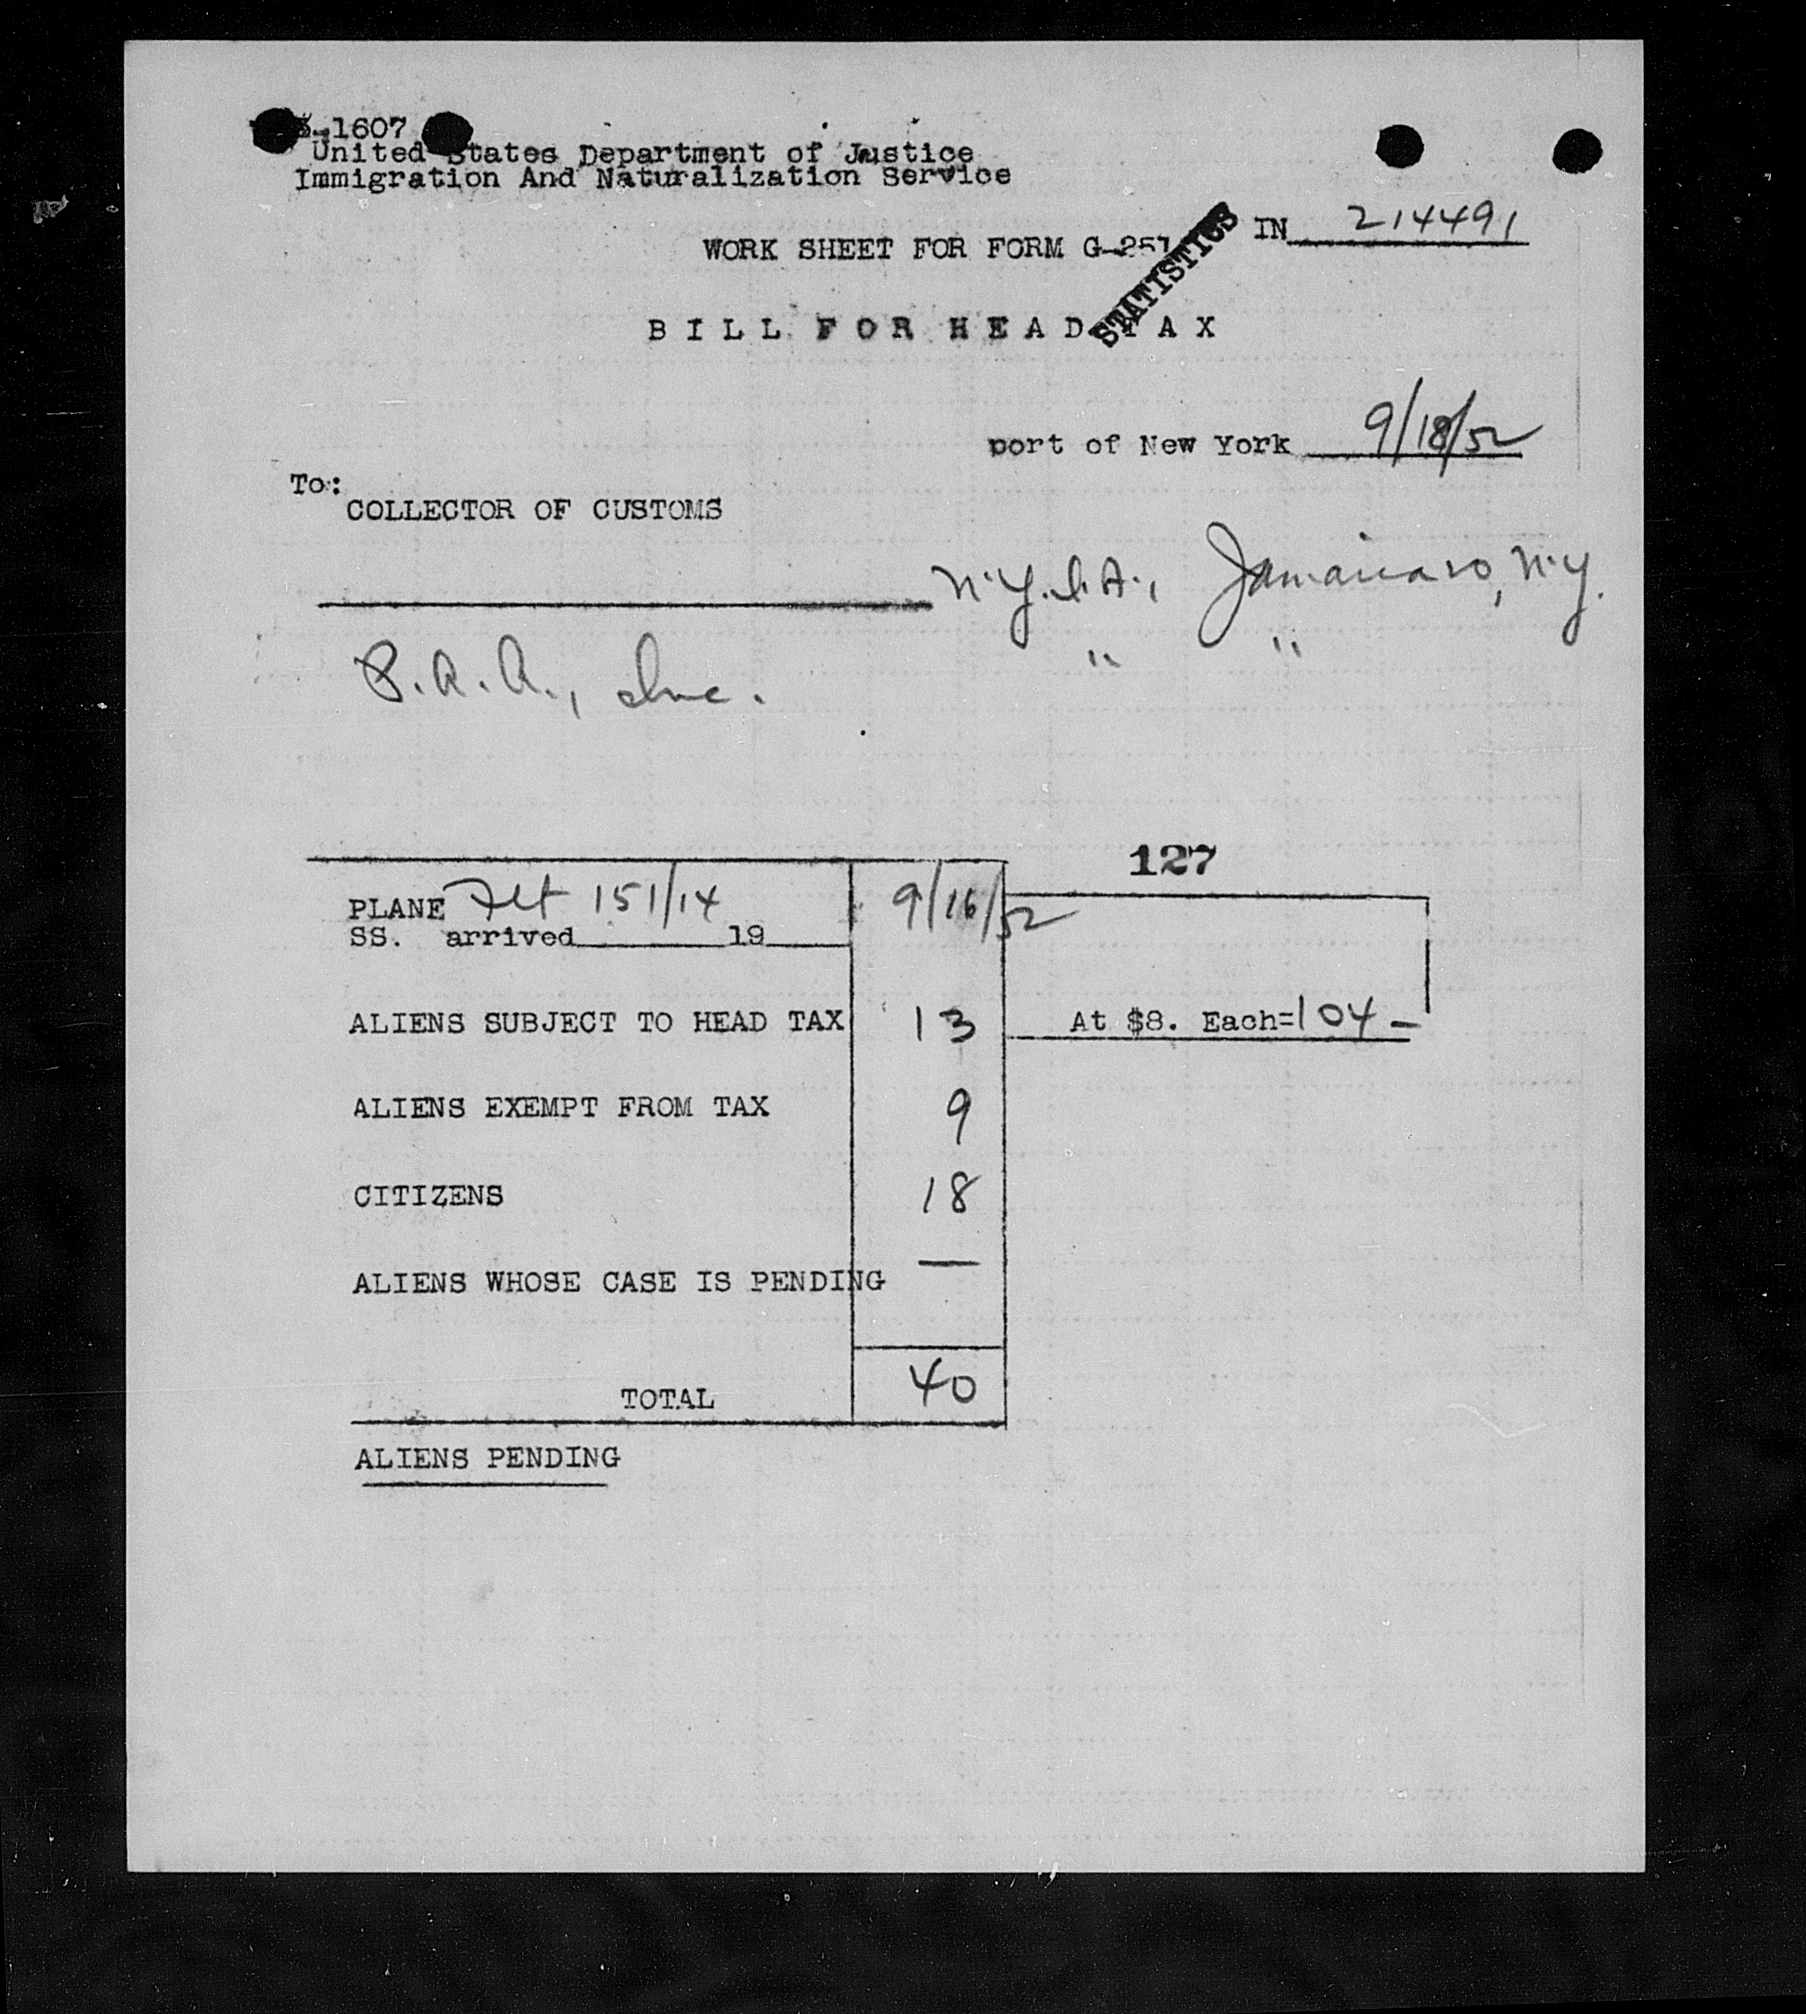 -1607
United States Department of Justice
Immigration And Naturalization Service
IN 214491
WORK SHEET FOR FORM G-
STATISTICS
BILL FOR HEAD TAX
port of New York 9/18/52
To:
COLLECTOR OF CUSTOMS
N.Y.I.A., Jamaica 30, N.Y.
P.A.A., Inc. " "
127
PLANE Flt 151/14 9/16/52
SS. arrived 19
ALIENS SUBJECT TO HEAD TAX 13 At $8. Each=104-
ALIENS EXEMPT FROM TAX 9
CITIZENS 18
ALIENS WHOSE CASE IS PENDING —
TOTAL 40
ALIENS PENDING